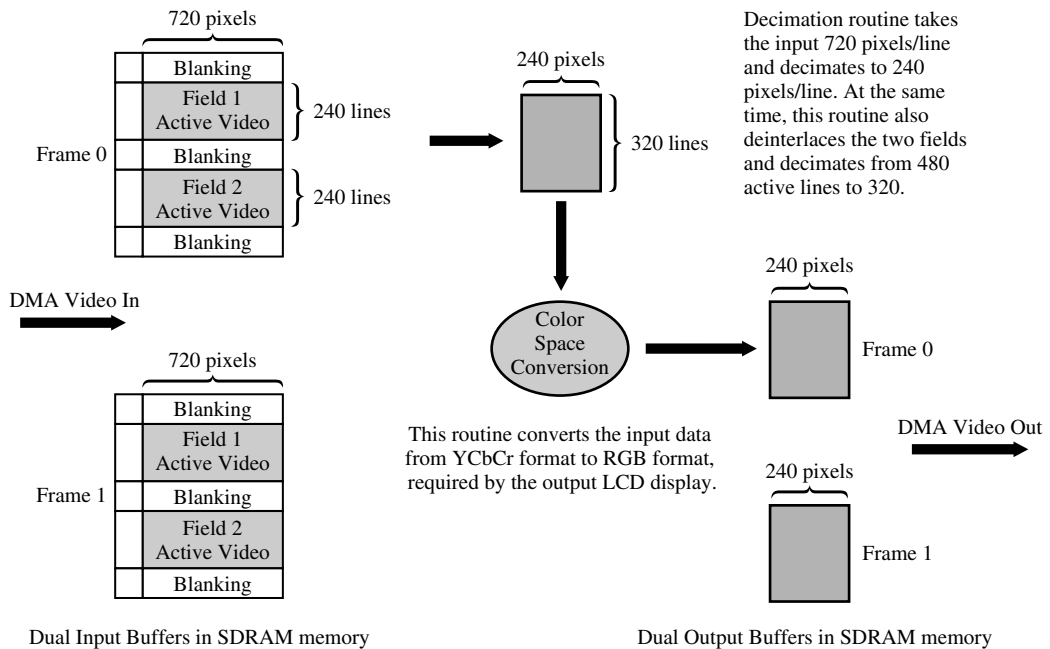 720 pixels
Blanking
Field 1
Active Video
240 lines
Frame 0
Blanking
Field 2
Active Video
240 lines
Blanking
240 pixels
320 lines
Decimation routine takes
the input 720 pixels/line
and decimates to 240
pixels/line. At the same
time, this routine also
deinterlaces the two fields
and decimates from 480
active lines to 320.
DMA Video In
Color
Space
Conversion
240 pixels
Frame 0
720 pixels
Blanking
Field 1
Active Video
Frame 1
Blanking
Field 2
Active Video
Blanking
This routine converts the input data
from YCbCr format to RGB format,
required by the output LCD display.
DMA Video Out
240 pixels
Frame 1
Dual Input Buffers in SDRAM memory
Dual Output Buffers in SDRAM memory